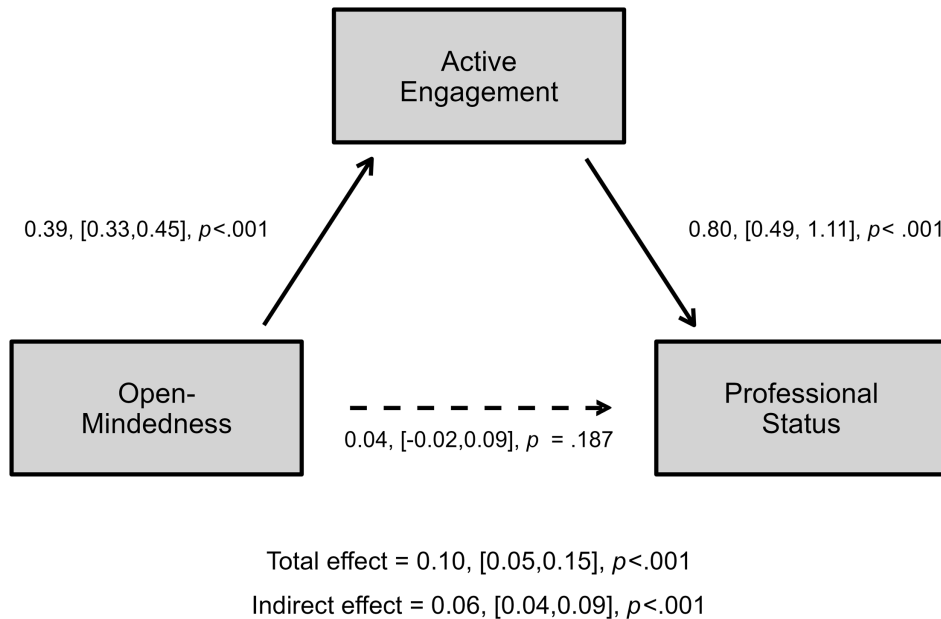 Active
Engagement
0.39, [0.33,0.45], p<.001
0.80, [0.49, 1.11], p< .001
Open-
Mindedness
Professional
Status
0.04, [-0.02,0.09], p = .187
Total effect = 0.10, [0.05,0.15], p<.001
Indirect effect = 0.06, [0.04,0.09], p<.001